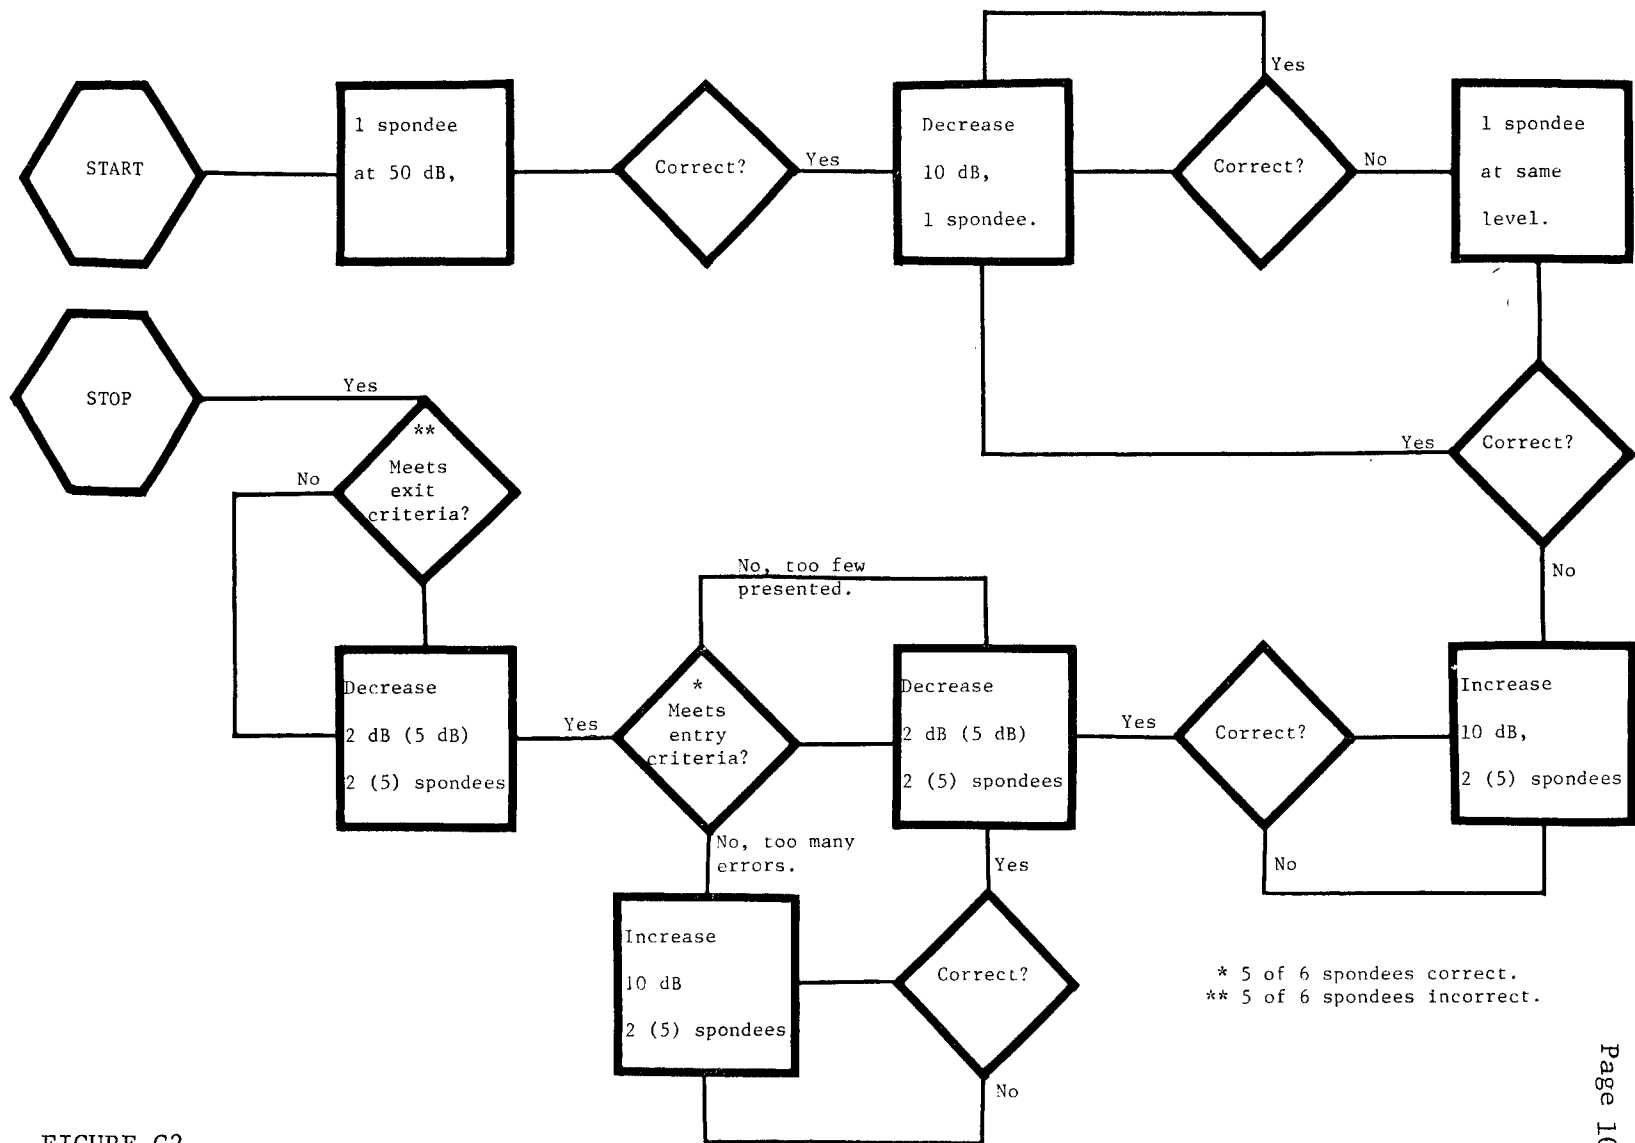 START
1 spondee
at 50 dB,
Correct?
Yes
Decrease
10 dB,
1 spondee.
Yes
Correct?
No
1 spondee
at same
level.
Yes
Correct?
No
STOP
Yes
**
Meets
exit
criteria?
No
Decrease
2 dB (5 dB)
2 (5) spondees
Yes
*
Meets
entry
criteria?
No, too few
presented.
No, too many
errors.
Decrease
2 dB (5 dB)
2 (5) spondees
Yes
Yes
Correct?
No
Increase
10 dB,
2 (5) spondees
Increase
10 dB
2 (5) spondees
Correct?
No
* 5 of 6 spondees correct.
** 5 of 6 spondees incorrect.
Page